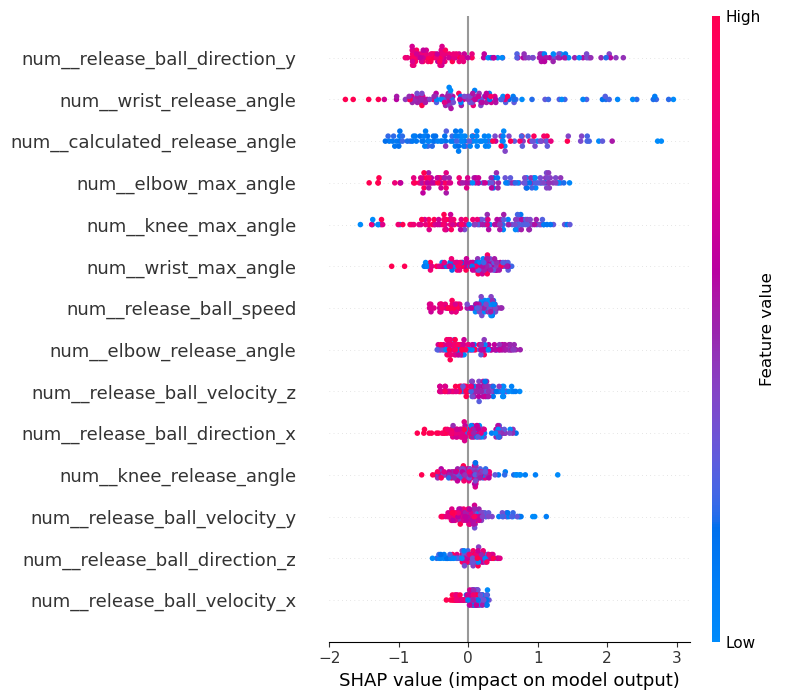 High
num__release_ball_direction_y
num__wrist_release_angle
num__calculated_release_angle
num__elbow_max_angle
num__knee_max_angle
num__wrist_max_angle
num__release_ball_speed
num__elbow_release_angle
num__release_ball_velocity_z
num__release_ball_direction_x
num__knee_release_angle
num__release_ball_velocity_y
num__release_ball_direction_z
num__release_ball_velocity_x
Feature value
Low
−2 −1 0 1 2 3
SHAP value (impact on model output)